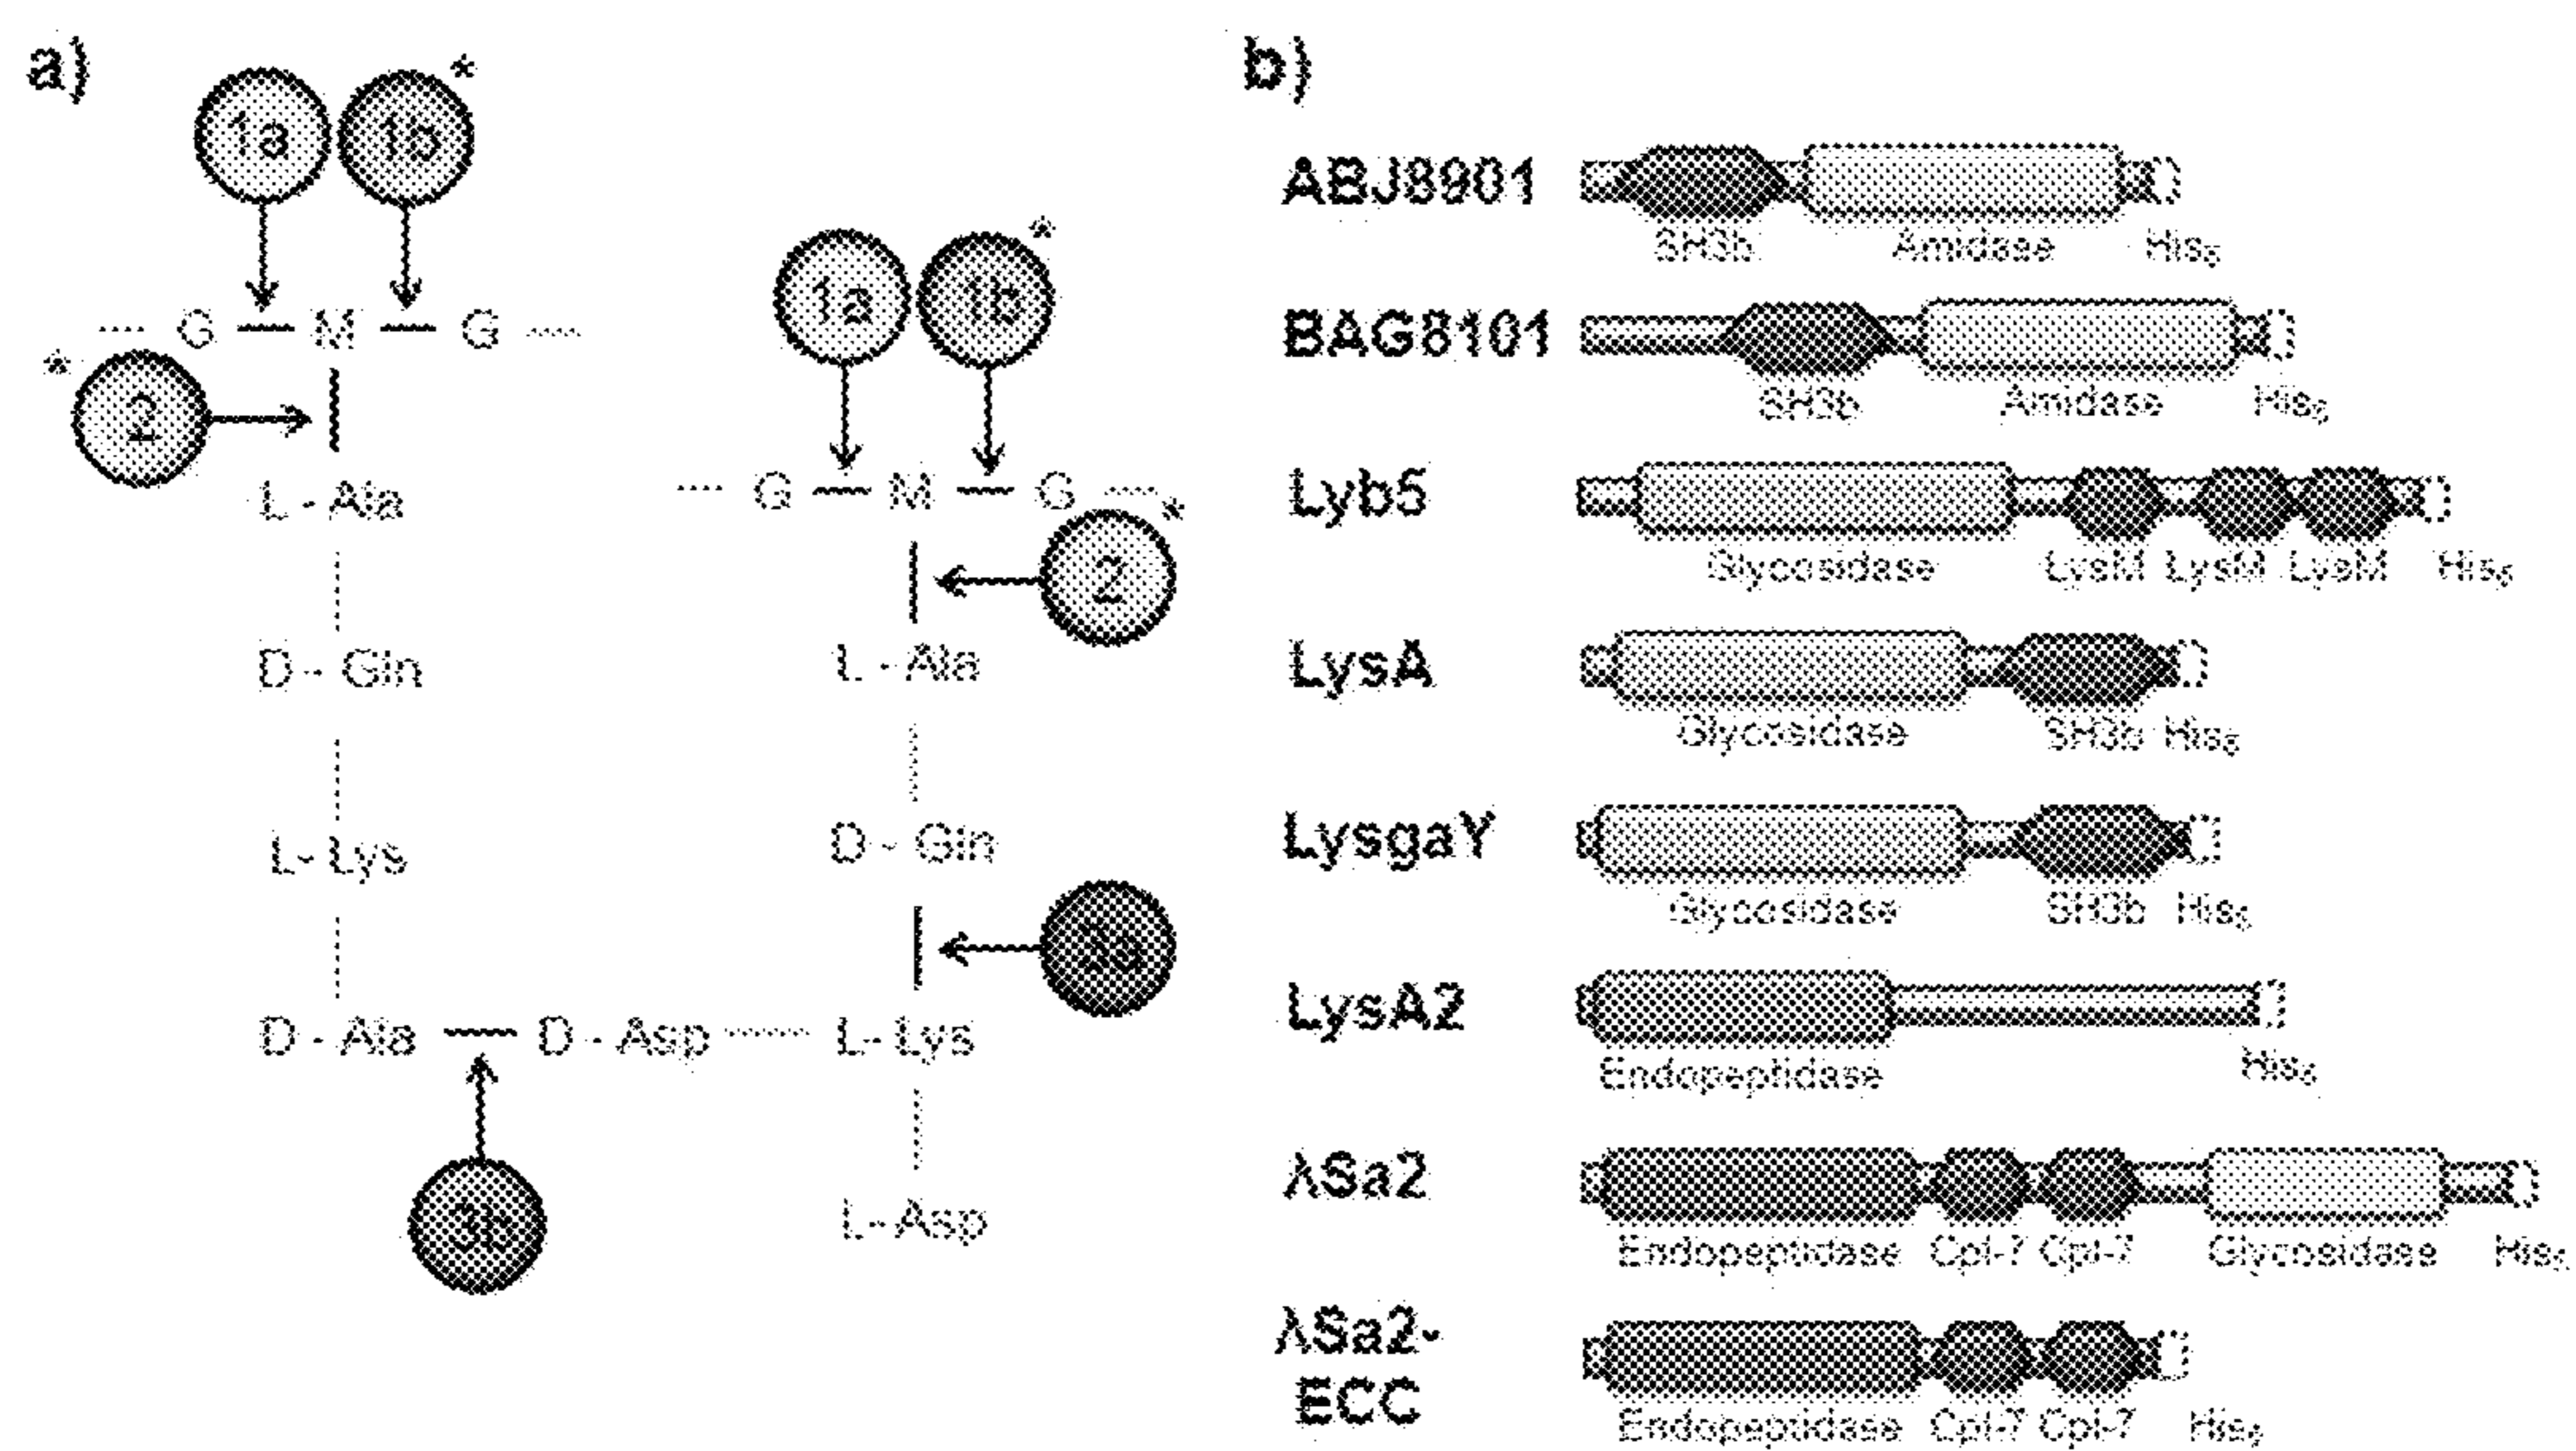 a)
1a 1b *
G — M — G
* 2
L - Ala
D - Gln
L - Lys
D - Ala — D - Asp
3b
1a 1b *
G — M — G
* 2
L - Ala
D - Gln
3a
L - Lys
L - Asp
b)
ABJ8901
SH3b Amidase His6
BAG8101
SH3b Amidase His6
Lyb5
Glycosidase LysM LysM LysM His6
LysA
Glycosidase SH3b His6
LysgaY
Glycosidase SH3b His6
LysA2
Endopeptidase His6
λSa2
Endopeptidase Cpl-7 Cpl-7 Glycosidase His6
λSa2-
ECC
Endopeptidase Cpl-7 Cpl-7 His6